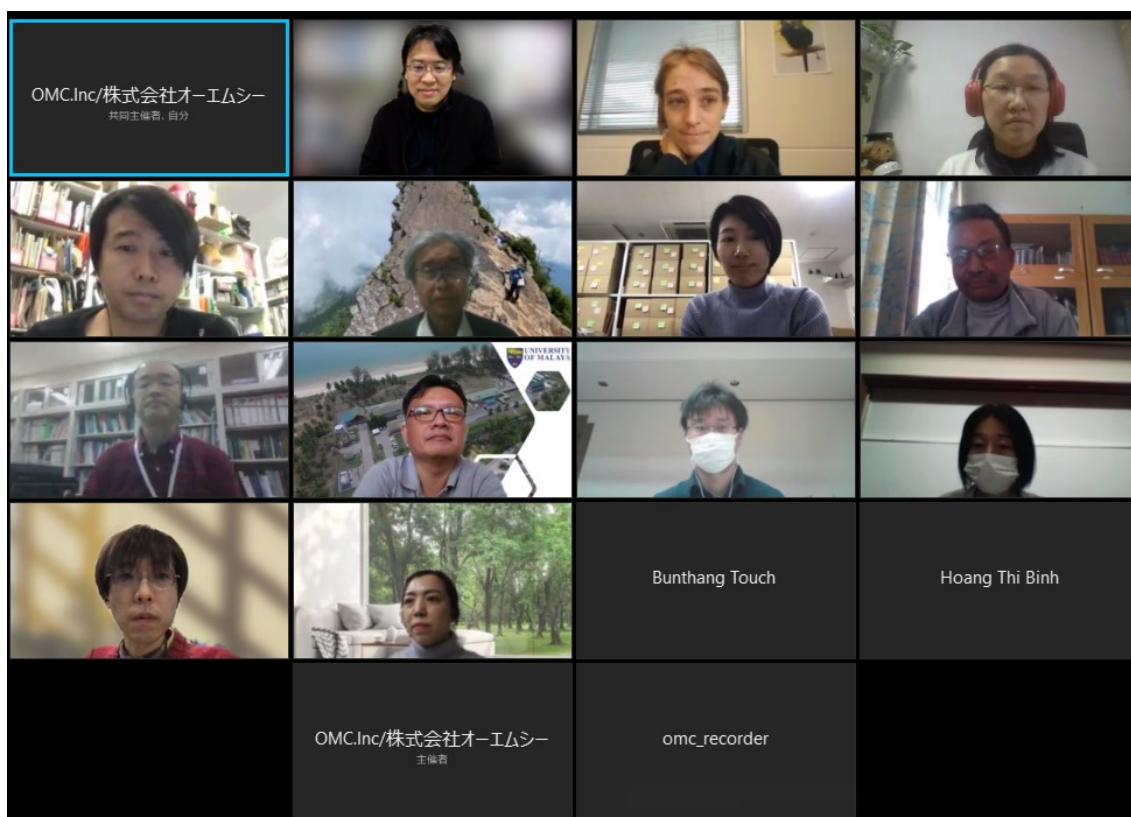 OMC.Inc/株式会社オーエムシー
共同主催者、自分
UNIVERSITY
OF MALAYA
Bunthang Touch
Hoang Thi Binh
OMC.Inc/株式会社オーエムシー
主催者
omc_recorder